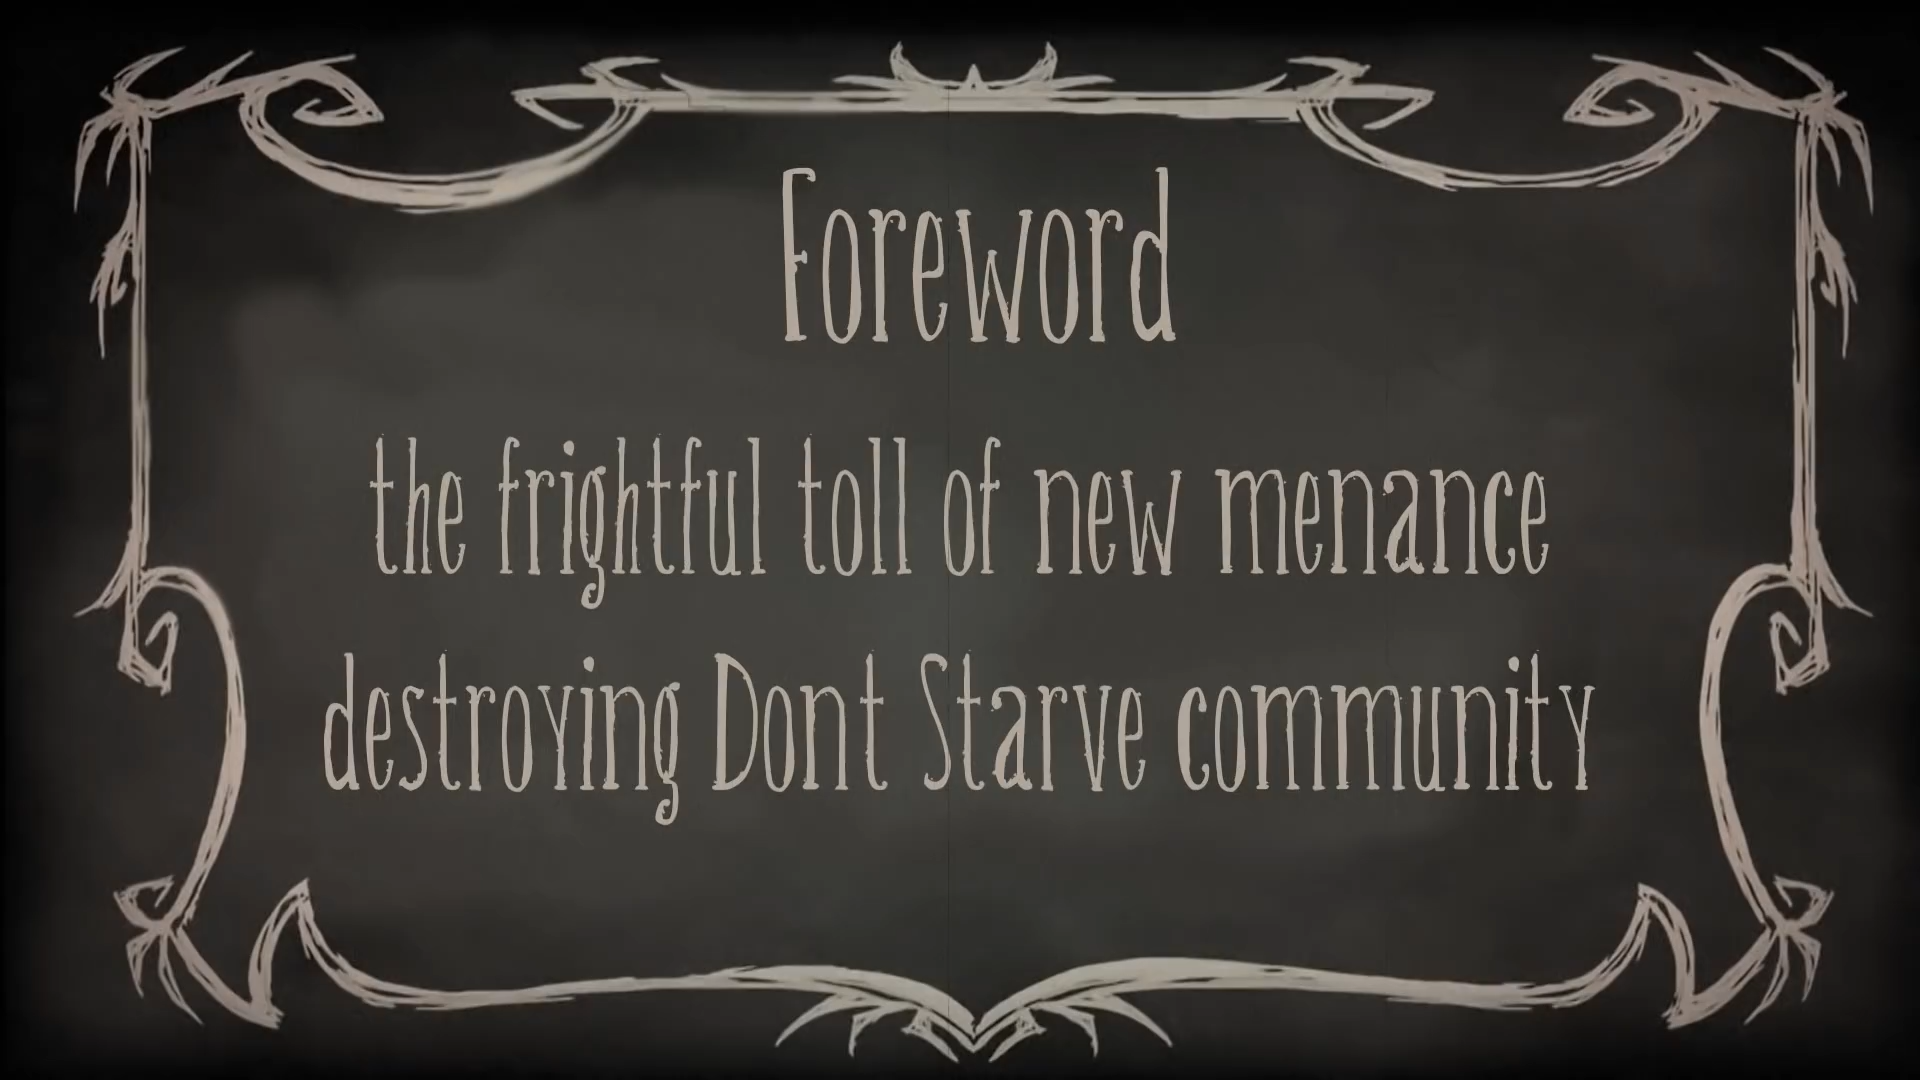 Foreword
the frightful toll of new menance
destroying Dont Starve community